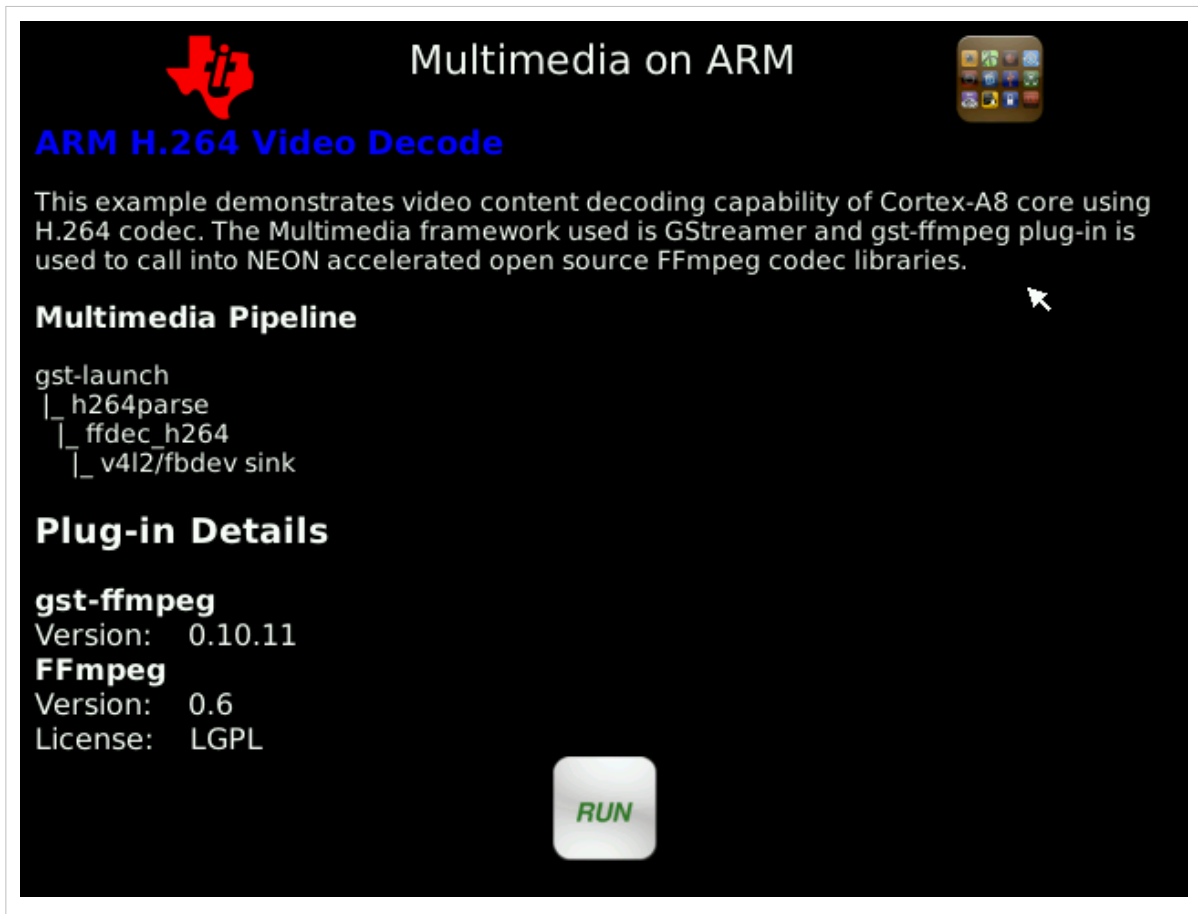 Multimedia on ARM
ARM H.264 Video Decode
This example demonstrates video content decoding capability of Cortex-A8 core using
H.264 codec. The Multimedia framework used is GStreamer and gst-ffmpeg plug-in is
used to call into NEON accelerated open source FFmpeg codec libraries.
Multimedia Pipeline
gst-launch
|_ h264parse
|_ ffdec_h264
|_ v4l2/fbdev sink
Plug-in Details
gst-ffmpeg
Version: 0.10.11
FFmpeg
Version: 0.6
License: LGPL
RUN